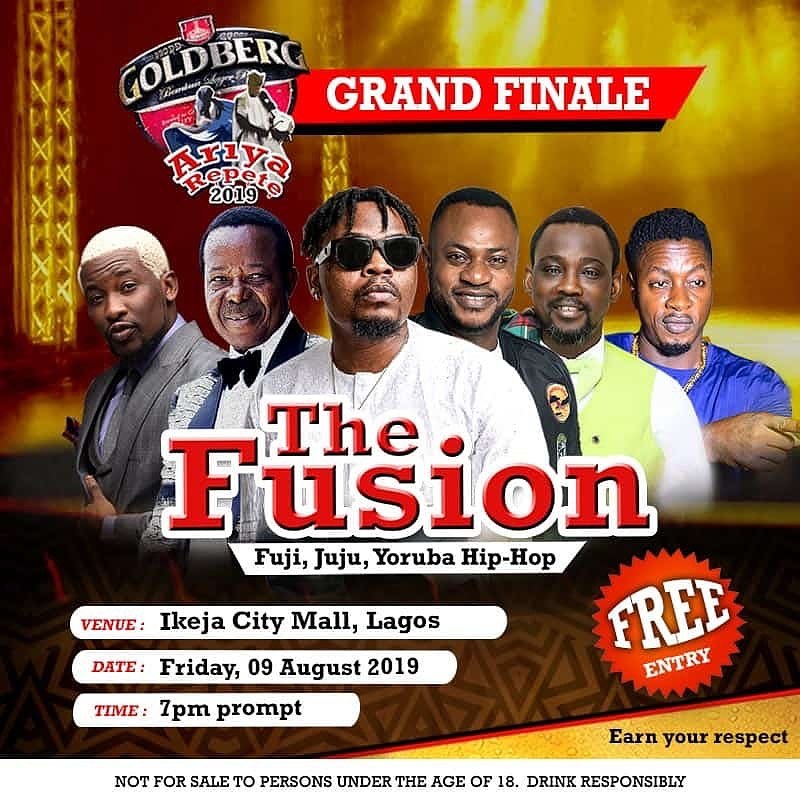 GOLDBERG
GRAND FINALE
Ariya
Repete
2019
The
Fusion
Fuji, Juju, Yoruba Hip-Hop
VENUE : Ikeja City Mall, Lagos
DATE : Friday, 09 August 2019
TIME : 7pm prompt
FREE
ENTRY
Earn your respect
NOT FOR SALE TO PERSONS UNDER THE AGE OF 18. DRINK RESPONSIBLY